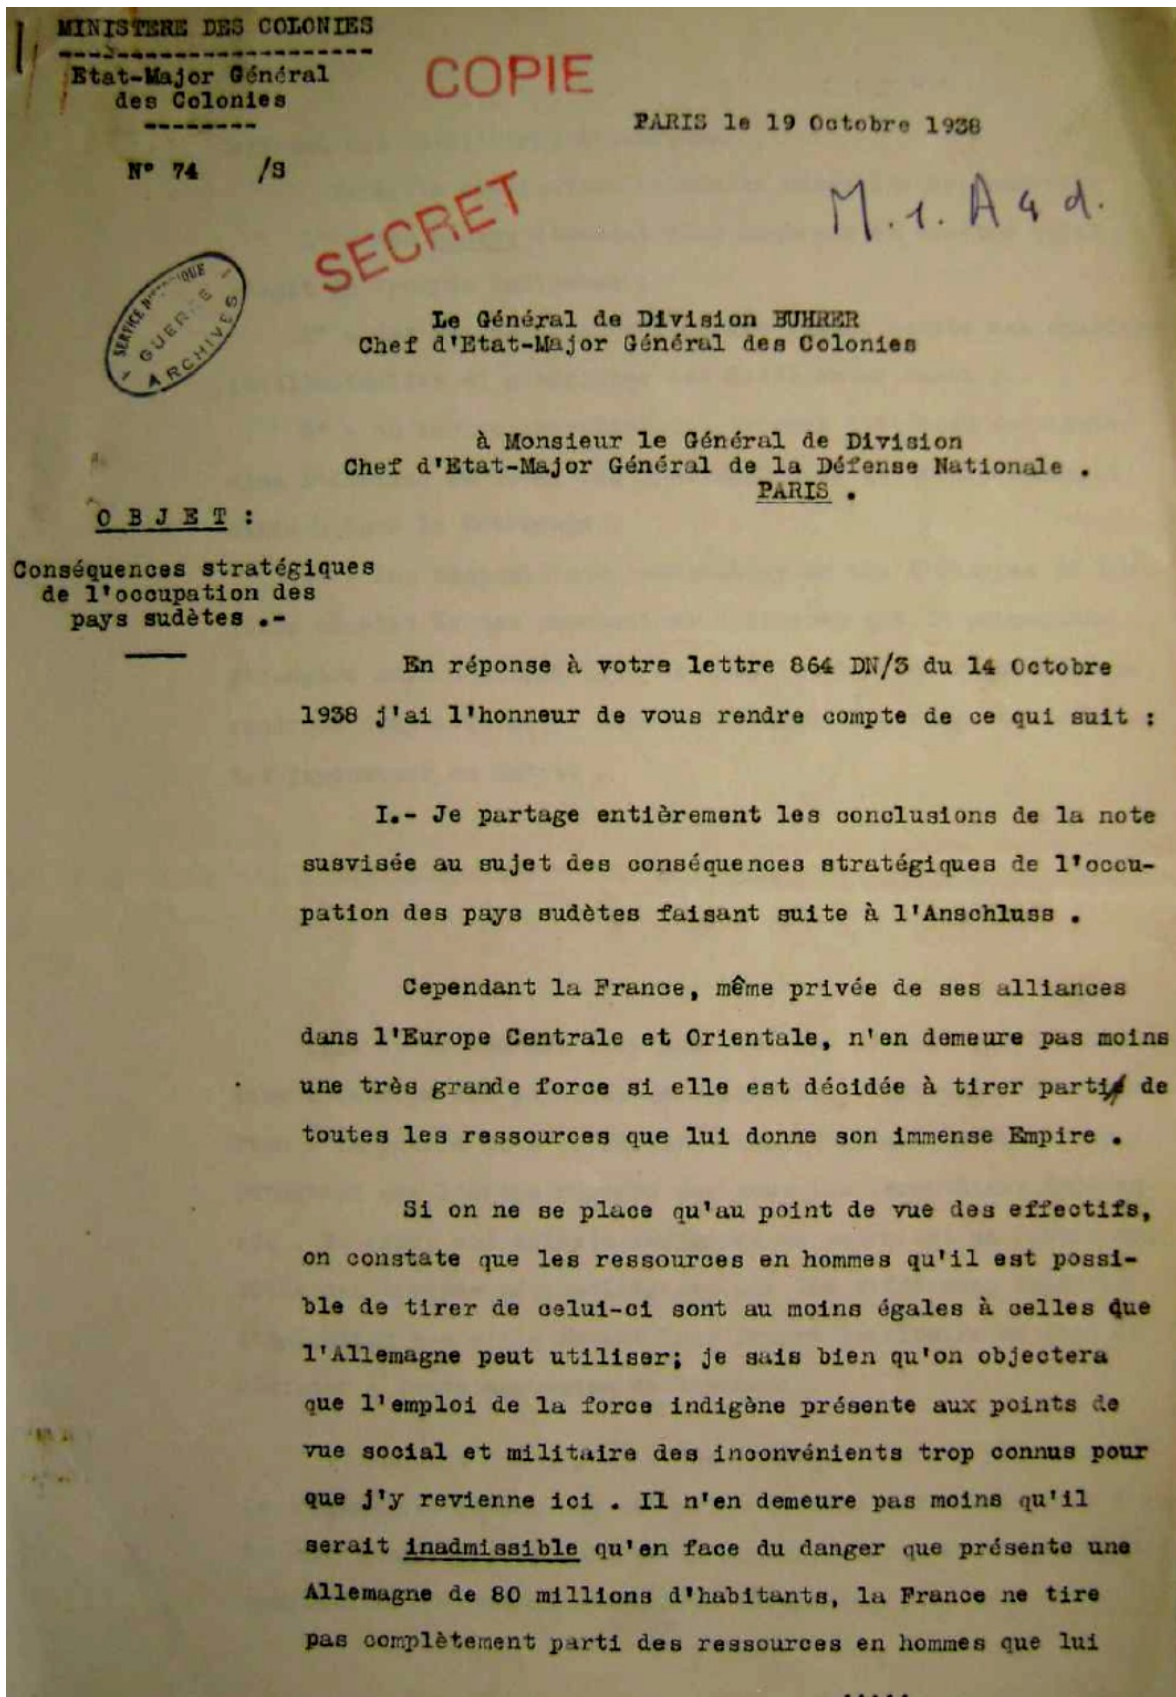 MINISTERE DES COLONIES
Etat-Major Général
des Colonies
COPIE
PARIS le 19 Octobre 1938
N° 74 /S
SECRET
M. 1. A 4 d.
SERVICE HISTORIQUE
GUERRE
ARCHIVES
Le Général de Division BUHRER
Chef d'Etat-Major Général des Colonies
à Monsieur le Général de Division
Chef d'Etat-Major Général de la Défense Nationale .
PARIS .
O B J E T :
Conséquences stratégiques
de l'occupation des
pays sudètes .-
En réponse à votre lettre 864 DN/3 du 14 Octobre
1938 j'ai l'honneur de vous rendre compte de ce qui suit :
I.- Je partage entièrement les conclusions de la note
susvisée au sujet des conséquences stratégiques de l'occu-
pation des pays sudètes faisant suite à l'Anschluss .
Cependant la France, même privée de ses alliances
dans l'Europe Centrale et Orientale, n'en demeure pas moins
une très grande force si elle est décidée à tirer parti de
toutes les ressources que lui donne son immense Empire .
Si on ne se place qu'au point de vue des effectifs,
on constate que les ressources en hommes qu'il est possi-
ble de tirer de celui-ci sont au moins égales à celles que
l'Allemagne peut utiliser; je sais bien qu'on objectera
que l'emploi de la force indigène présente aux points de
vue social et militaire des inconvénients trop connus pour
que j'y revienne ici . Il n'en demeure pas moins qu'il
serait inadmissible qu'en face du danger que présente une
Allemagne de 80 millions d'habitants, la France ne tire
pas complètement parti des ressources en hommes que lui
.....